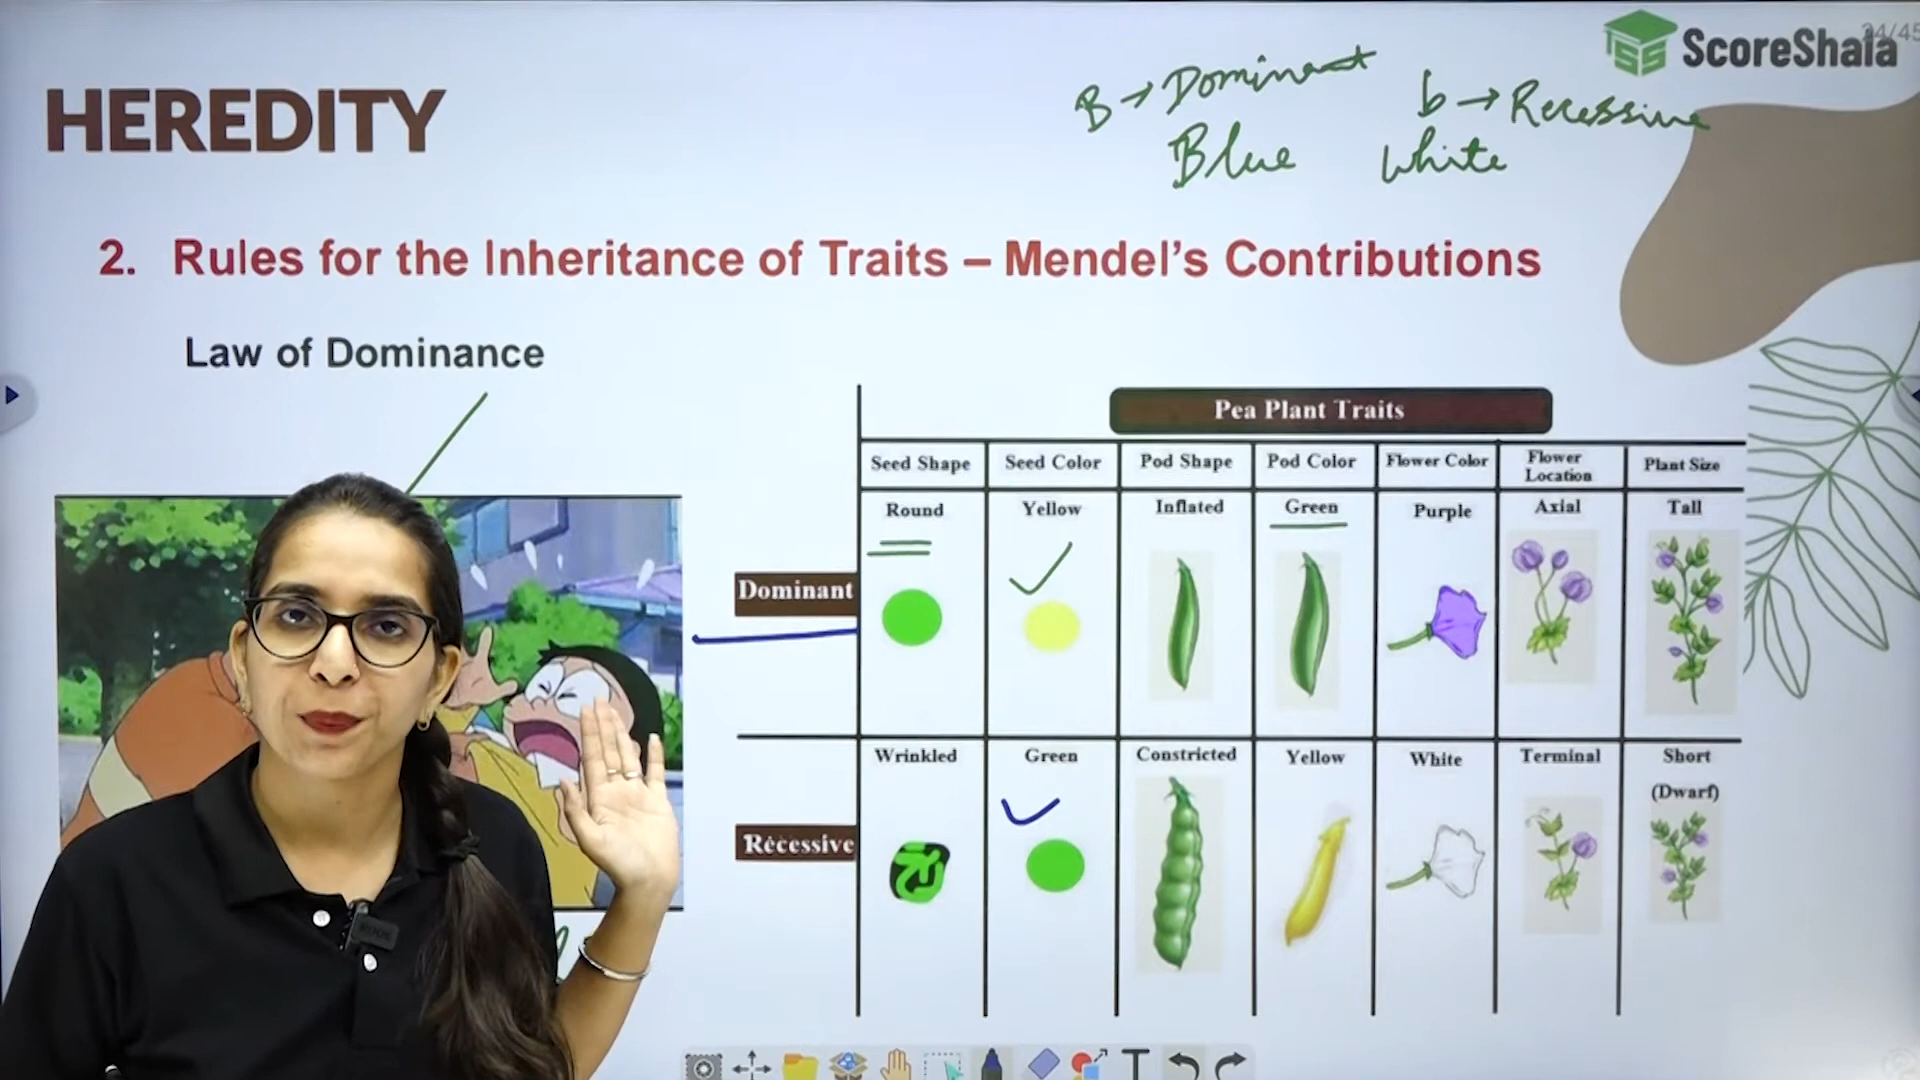 ScoreShala
34/45
HEREDITY
B → Dominant
b → Recessive
Blue
White
2. Rules for the Inheritance of Traits – Mendel's Contributions
Law of Dominance
Pea Plant Traits
Seed Shape
Seed Color
Pod Shape
Pod Color
Flower Color
Flower
Location
Plant Size
Dominant
Round
Yellow
Inflated
Green
Purple
Axial
Tall
Recessive
Wrinkled
Green
Constricted
Yellow
White
Terminal
Short
(Dwarf)
T